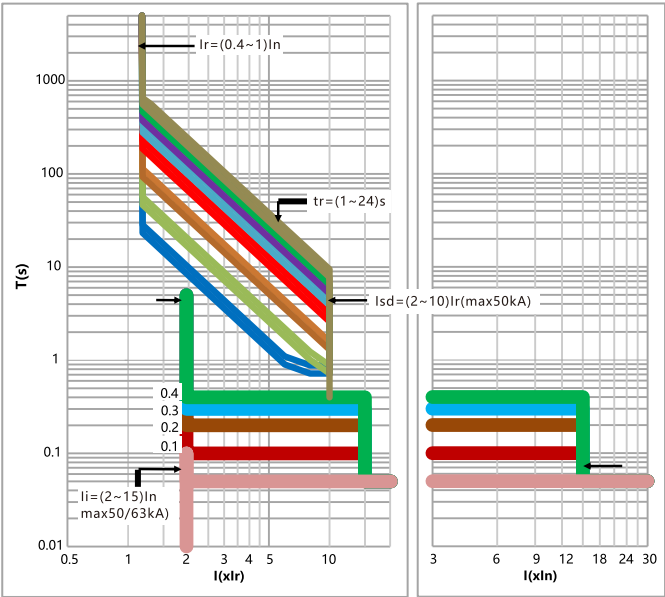 Ir=(0.4~1)In
1000
100
tr=(1~24)s
10
T(s)
Isd=(2~10)Ir(max50kA)
1
0.4
0.3
0.2
0.1
0.1
Ii=(2~15)In
max50/63kA)
0.01
0.5 1 2 3 4 5 10
I(xIr)
3 6 9 12 18 24 30
I(xIn)